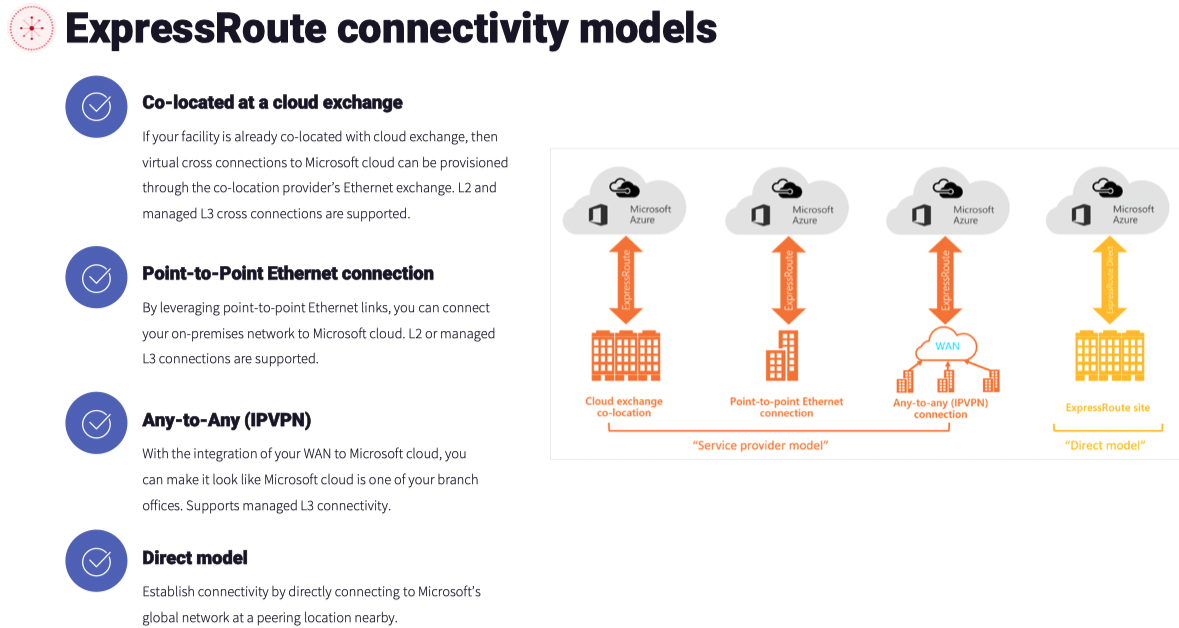 ExpressRoute connectivity models
Co-located at a cloud exchange
If your facility is already co-located with cloud exchange, then
virtual cross connections to Microsoft cloud can be provisioned
through the co-location provider’s Ethernet exchange. L2 and
managed L3 cross connections are supported.
Point-to-Point Ethernet connection
By leveraging point-to-point Ethernet links, you can connect
your on-premises network to Microsoft cloud. L2 or managed
L3 connections are supported.
Any-to-Any (IPVPN)
With the integration of your WAN to Microsoft cloud, you
can make it look like Microsoft cloud is one of your branch
offices. Supports managed L3 connectivity.
Direct model
Establish connectivity by directly connecting to Microsoft’s
global network at a peering location nearby.
Microsoft
Azure
ExpressRoute
Cloud exchange
co-location
Microsoft
Azure
ExpressRoute
Point-to-point Ethernet
connection
Microsoft
Azure
ExpressRoute
WAN
Any-to-any (IPVPN)
connection
“Service provider model”
Microsoft
Azure
ExpressRoute Direct
ExpressRoute site
“Direct model”